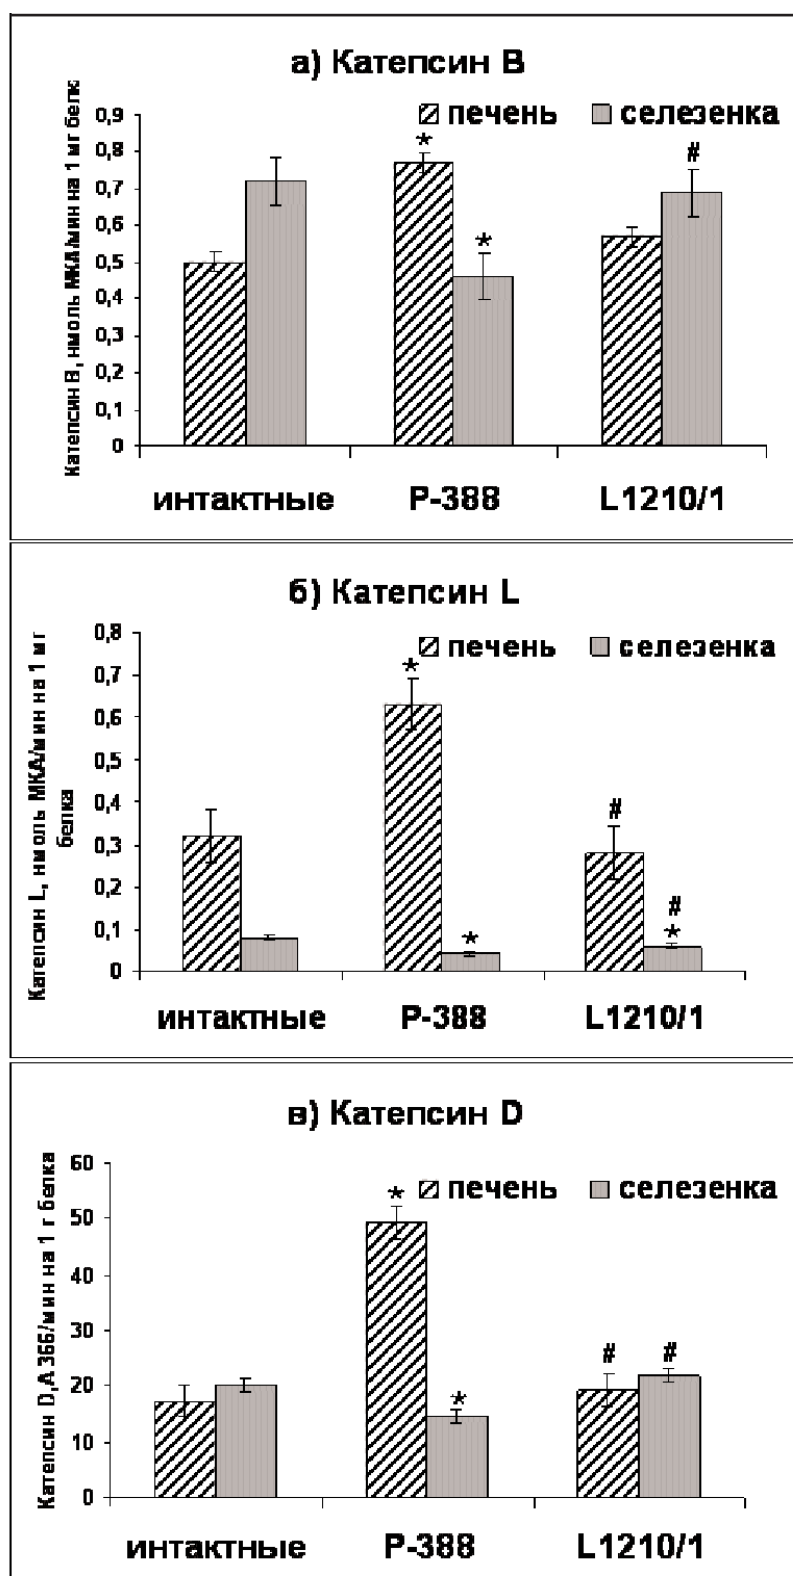 а) Катепсин В
Катепсин В, нмоль МКА/мин на 1 мг белка
0,9
0,8
0,7
0,6
0,5
0,4
0,3
0,2
0,1
0
печень селезенка
* * #
интактные Р-388 L1210/1
б) Катепсин L
Катепсин L, нмоль МКА/мин на 1 мг
белка
0,8
0,7
0,6
0,5
0,4
0,3
0,2
0,1
0
печень селезенка
* * # # *
интактные Р-388 L1210/1
в) Катепсин D
Катепсин D,А 366/мин на 1 г белка
60
50
40
30
20
10
0
печень селезенка
* * # #
интактные Р-388 L1210/1